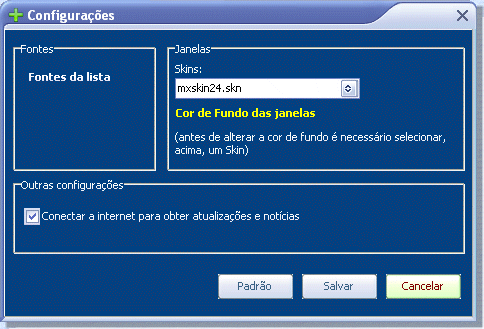 Configurações
Fontes
Fontes da lista
Janelas
Skins:
mxskin24.skn
Cor de Fundo das janelas
(antes de alterar a cor de fundo é necessário selecionar,
acima, um Skin)
Outras configurações
Conectar a internet para obter atualizações e notícias
Padrão
Salvar
Cancelar